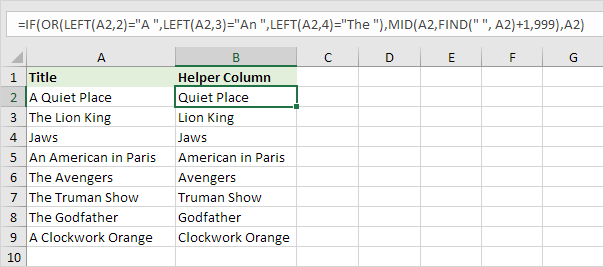 =IF(OR(LEFT(A2,2)="A ",LEFT(A2,3)="An ",LEFT(A2,4)="The "),MID(A2,FIND(" ", A2)+1,999),A2)
A B C D E F G
1 Title Helper Column
2 A Quiet Place Quiet Place
3 The Lion King Lion King
4 Jaws Jaws
5 An American in Paris American in Paris
6 The Avengers Avengers
7 The Truman Show Truman Show
8 The Godfather Godfather
9 A Clockwork Orange Clockwork Orange
10